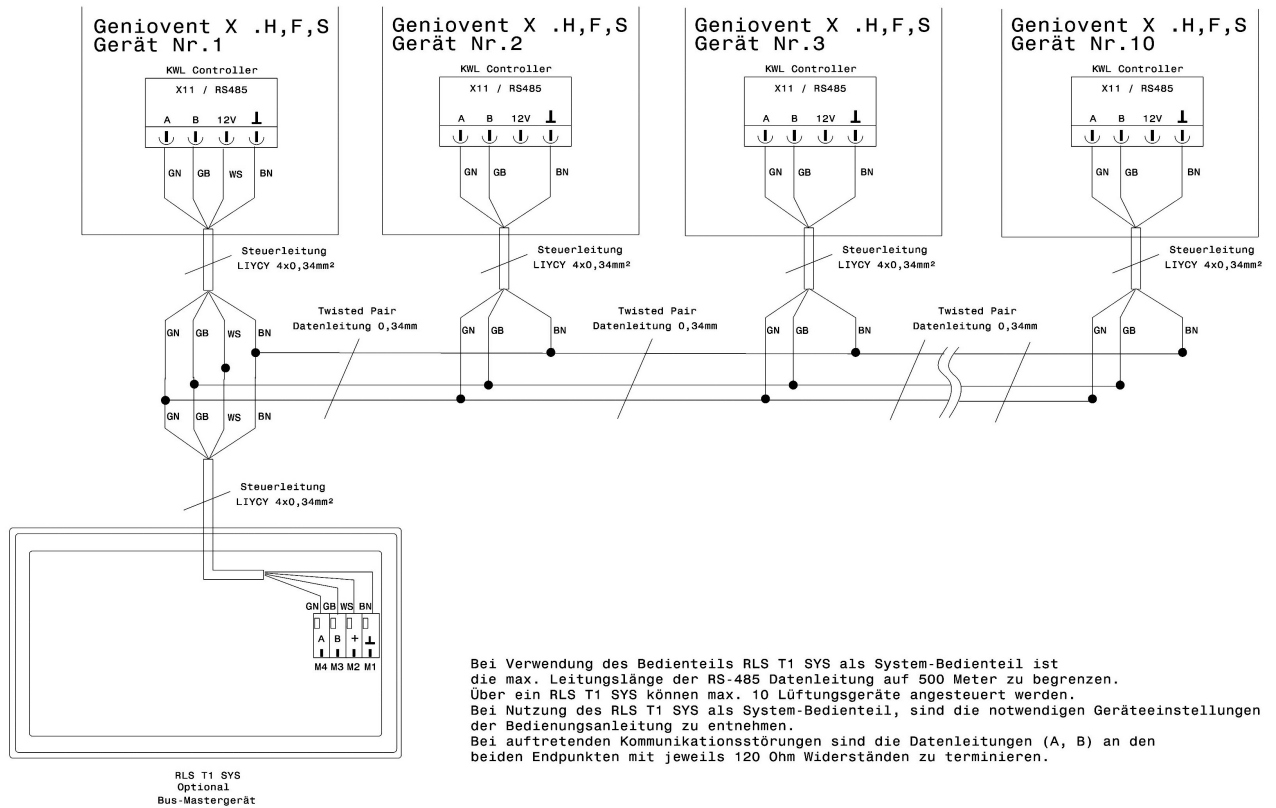 Geniovent X .H,F,S
Gerät Nr.1
KWL Controller
X11 / RS485
A B 12V
GN GB WS BN
Steuerleitung
LIYCY 4x0,34mm²
Geniovent X .H,F,S
Gerät Nr.2
KWL Controller
X11 / RS485
A B 12V
GN GB BN
Steuerleitung
LIYCY 4x0,34mm²
Geniovent X .H,F,S
Gerät Nr.3
KWL Controller
X11 / RS485
A B 12V
GN GB BN
Steuerleitung
LIYCY 4x0,34mm²
Geniovent X .H,F,S
Gerät Nr.10
KWL Controller
X11 / RS485
A B 12V
GN GB BN
Steuerleitung
LIYCY 4x0,34mm²
GN GB WS BN
Twisted Pair
Datenleitung 0,34mm
GN GB BN
Twisted Pair
Datenleitung 0,34mm
GN GB BN
Twisted Pair
Datenleitung 0,34mm
GN GB BN
GN GB WS BN
Steuerleitung
LIYCY 4x0,34mm²
GN GB WS BN
A B +
M4 M3 M2 M1
RLS T1 SYS
Optional
Bus-Mastergerät
Bei Verwendung des Bedienteils RLS T1 SYS als System-Bedienteil ist
die max. Leitungslänge der RS-485 Datenleitung auf 500 Meter zu begrenzen.
Über ein RLS T1 SYS können max. 10 Lüftungsgeräte angesteuert werden.
Bei Nutzung des RLS T1 SYS als System-Bedienteil, sind die notwendigen Geräteeinstellungen
der Bedienungsanleitung zu entnehmen.
Bei auftretenden Kommunikationsstörungen sind die Datenleitungen (A, B) an den
beiden Endpunkten mit jeweils 120 Ohm Widerständen zu terminieren.